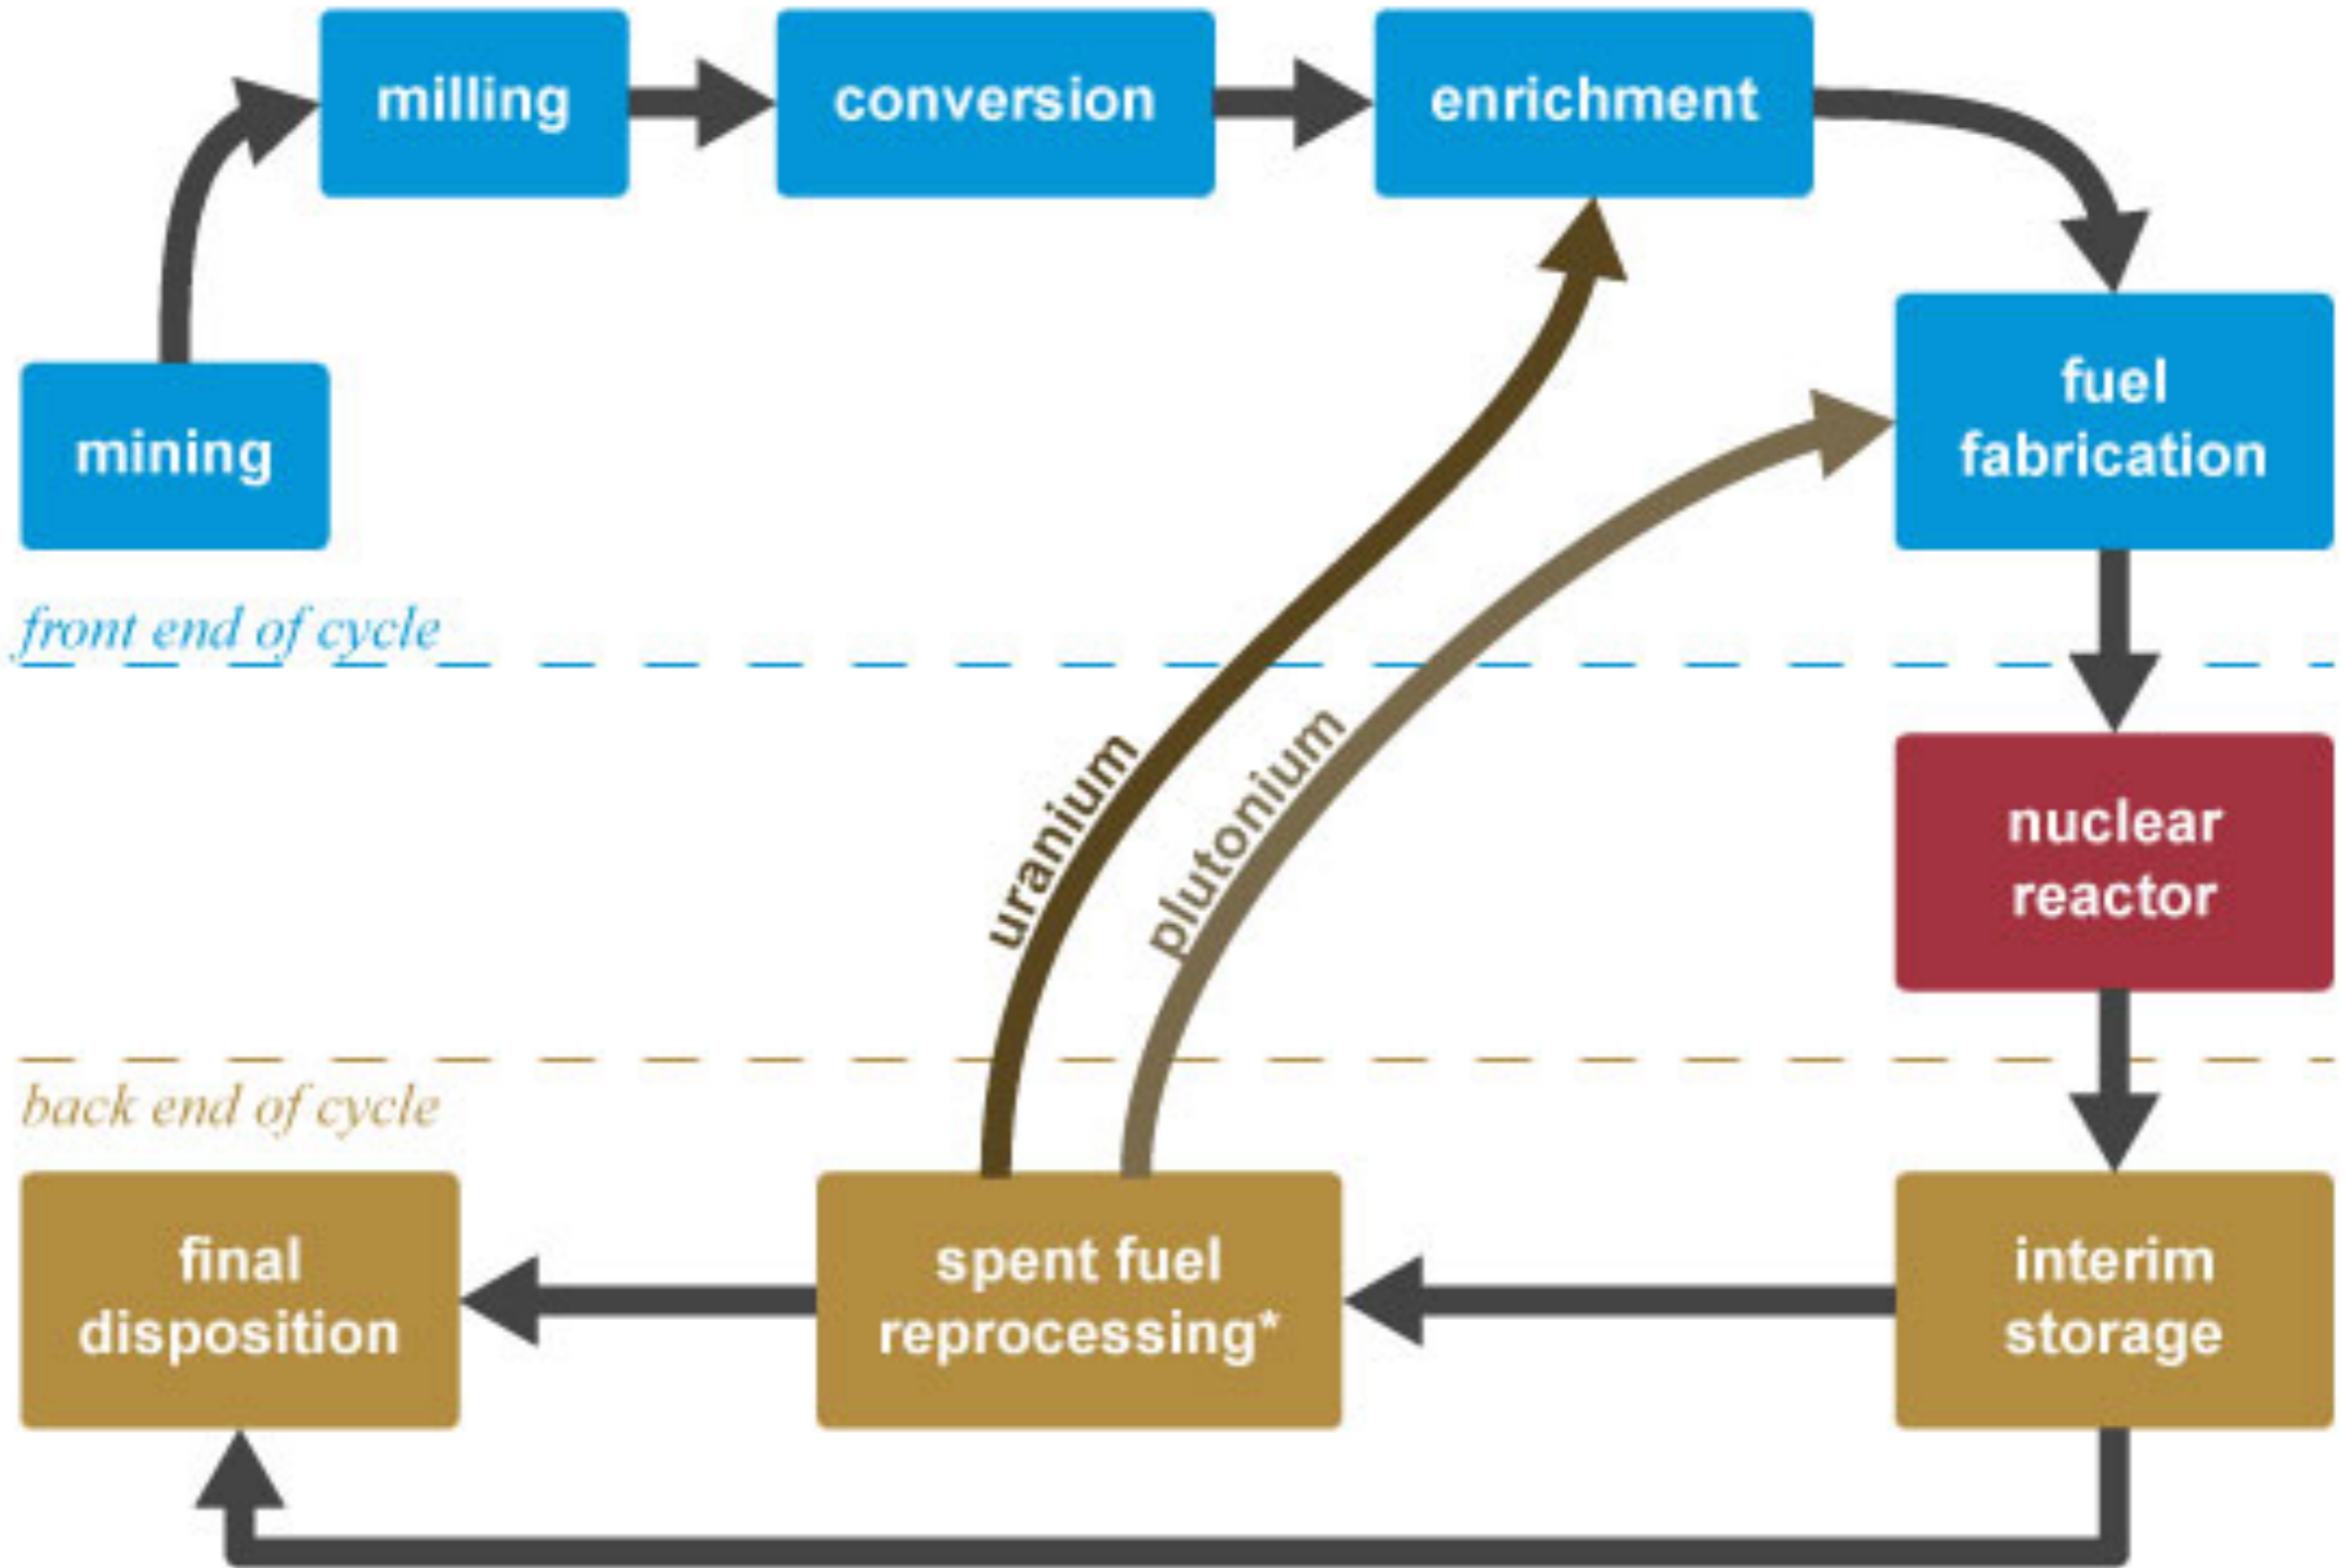 milling
conversion
enrichment
mining
fuel
fabrication
front end of cycle
uranium
plutonium
nuclear
reactor
back end of cycle
final
disposition
spent fuel
reprocessing*
interim
storage